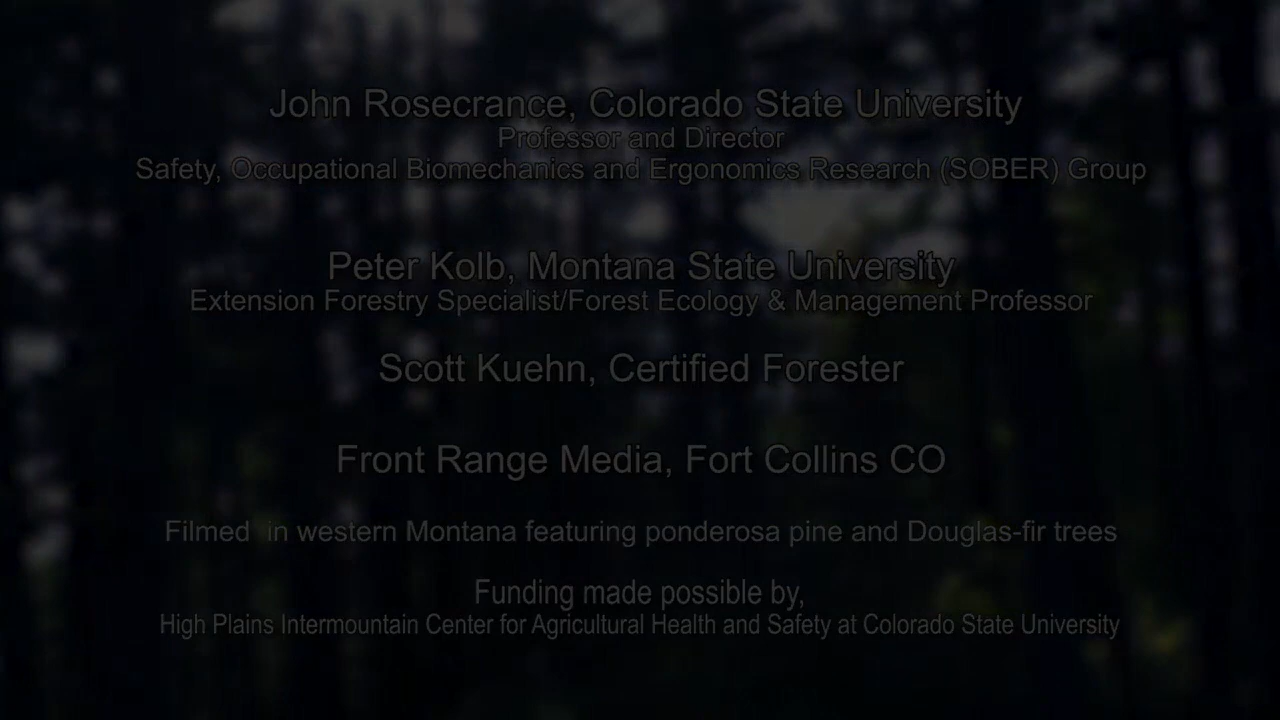 John Rosecrance, Colorado State University
Professor and Director
Safety, Occupational Biomechanics and Ergonomics Research (SOBER) Group
Peter Kolb, Montana State University
Extension Forestry Specialist/Forest Ecology & Management Professor
Scott Kuehn, Certified Forester
Front Range Media, Fort Collins CO
Filmed  in western Montana featuring ponderosa pine and Douglas-fir trees
Funding made possible by,
High Plains Intermountain Center for Agricultural Health and Safety at Colorado State University